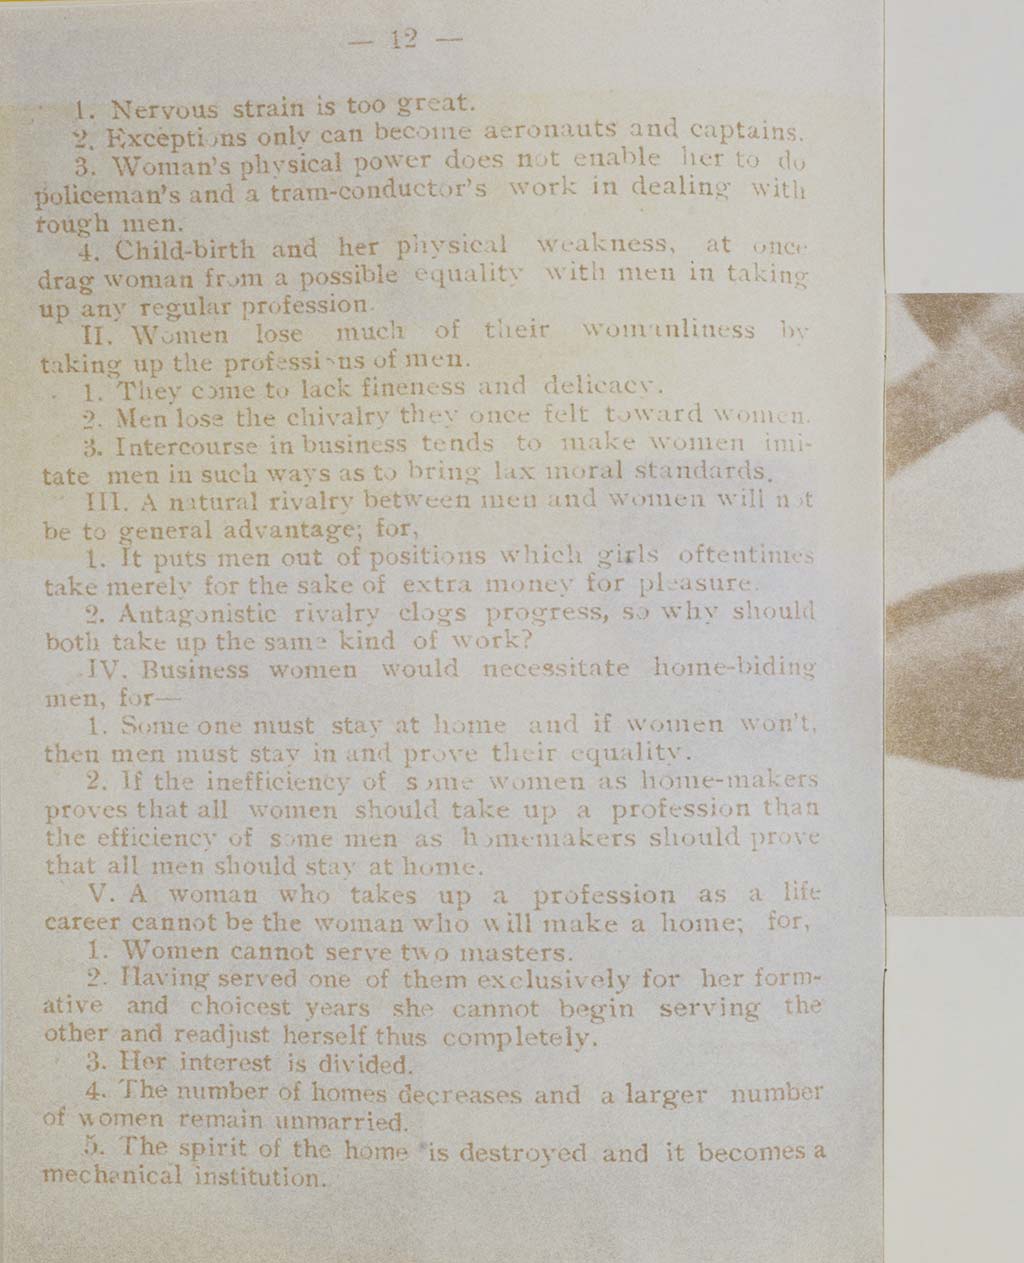 — 12 —
1. Nervous strain is too great.
2. Exceptions only can become aeronauts and captains.
3. Woman's physical power does not enable her to do
policeman's and a tram-conductor's work in dealing with
rough men.
4. Child-birth and her physical weakness, at once
drag woman from a possible equality with men in taking
up any regular profession.
II. Women lose much of their womanliness by
taking up the professions of men.
1. They come to lack fineness and delicacy.
2. Men lose the chivalry they once felt toward women.
3. Intercourse in business tends to make women imi-
tate men in such ways as to bring lax moral standards.
III. A natural rivalry between men and women will not
be to general advantage; for,
1. It puts men out of positions which girls oftentimes
take merely for the sake of extra money for pleasure.
2. Antagonistic rivalry clogs progress, so why should
both take up the same kind of work?
IV. Business women would necessitate home-biding
men, for—
1. Some one must stay at home and if women won't,
then men must stay in and prove their equality.
2. If the inefficiency of some women as home-makers
proves that all women should take up a profession than
the efficiency of some men as homemakers should prove
that all men should stay at home.
V. A woman who takes up a profession as a life
career cannot be the woman who will make a home; for,
1. Women cannot serve two masters.
2. Having served one of them exclusively for her form-
ative and choicest years she cannot begin serving the
other and readjust herself thus completely.
3. Her interest is divided.
4. The number of homes decreases and a larger number
of women remain unmarried.
5. The spirit of the home is destroyed and it becomes a
mechanical institution.